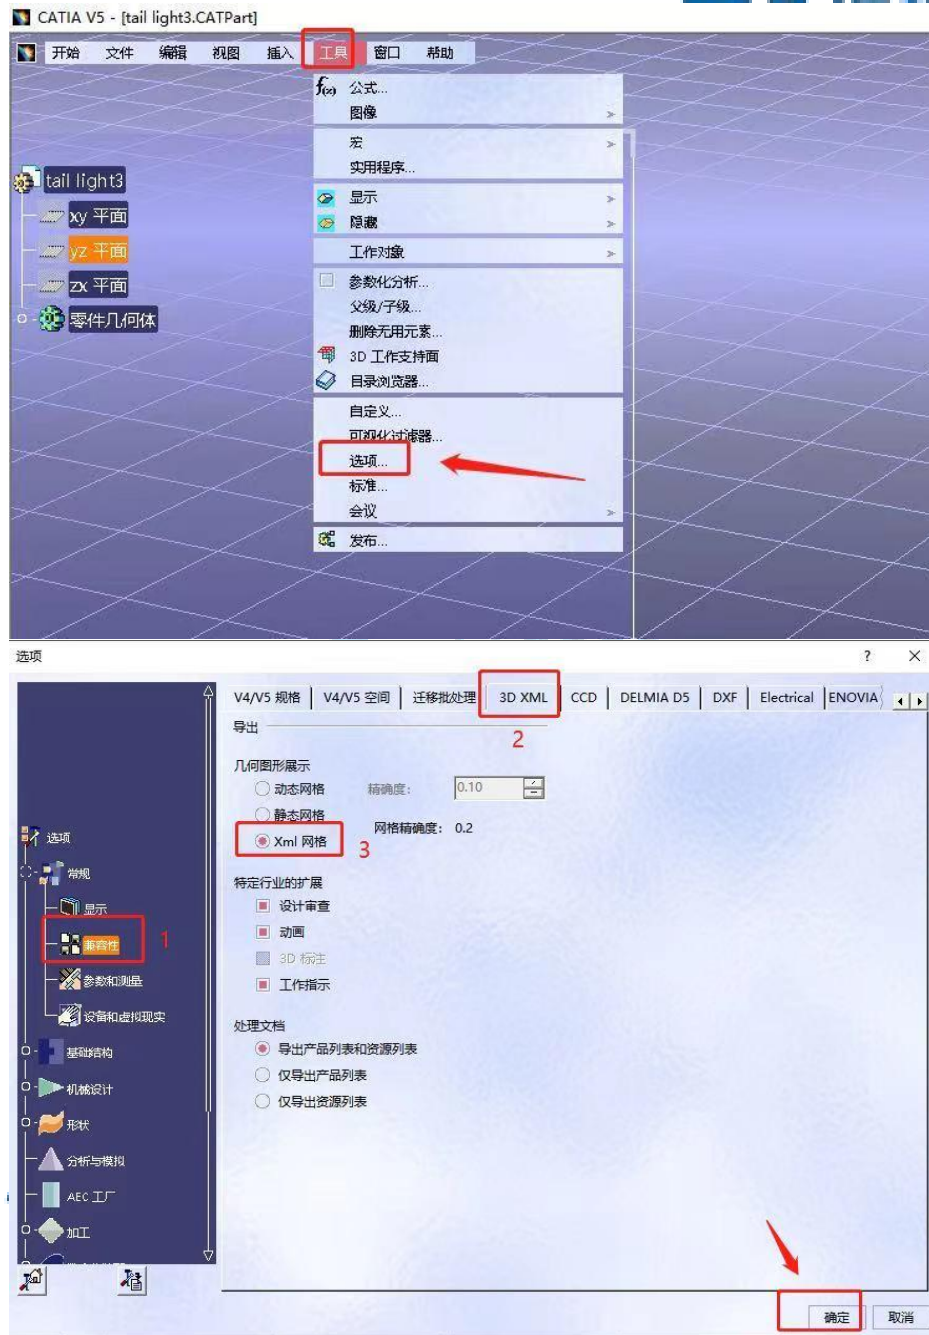 CATIA V5 - [tail light3.CATPart]
开始 文件 编辑 视图 插入 工具 窗口 帮助
f(x) 公式...
图像
宏
实用程序...
显示
隐藏
工作对象
参数化分析...
父级/子级...
删除无用元素...
3D 工作支持面
目录浏览器...
自定义...
可视化过滤器...
选项...
标准...
会议
发布...
tail light3
xy 平面
yz 平面
zx 平面
零件几何体
选项 ? ×
选项
常规
显示
兼容性 1
参数和测量
设备和虚拟现实
基础结构
机械设计
形状
分析与模拟
AEC 工厂
加工
V4/V5 规格 V4/V5 空间 迁移批处理 3D XML CCD DELMIA D5 DXF Electrical ENOVIA
导出
2
几何图形展示
动态网格 精确度: 0.10
静态网格
网格精确度: 0.2
Xml 网格 3
特定行业的扩展
设计审查
动画
3D 标注
工作指示
处理文档
导出产品列表和资源列表
仅导出产品列表
仅导出资源列表
确定 取消